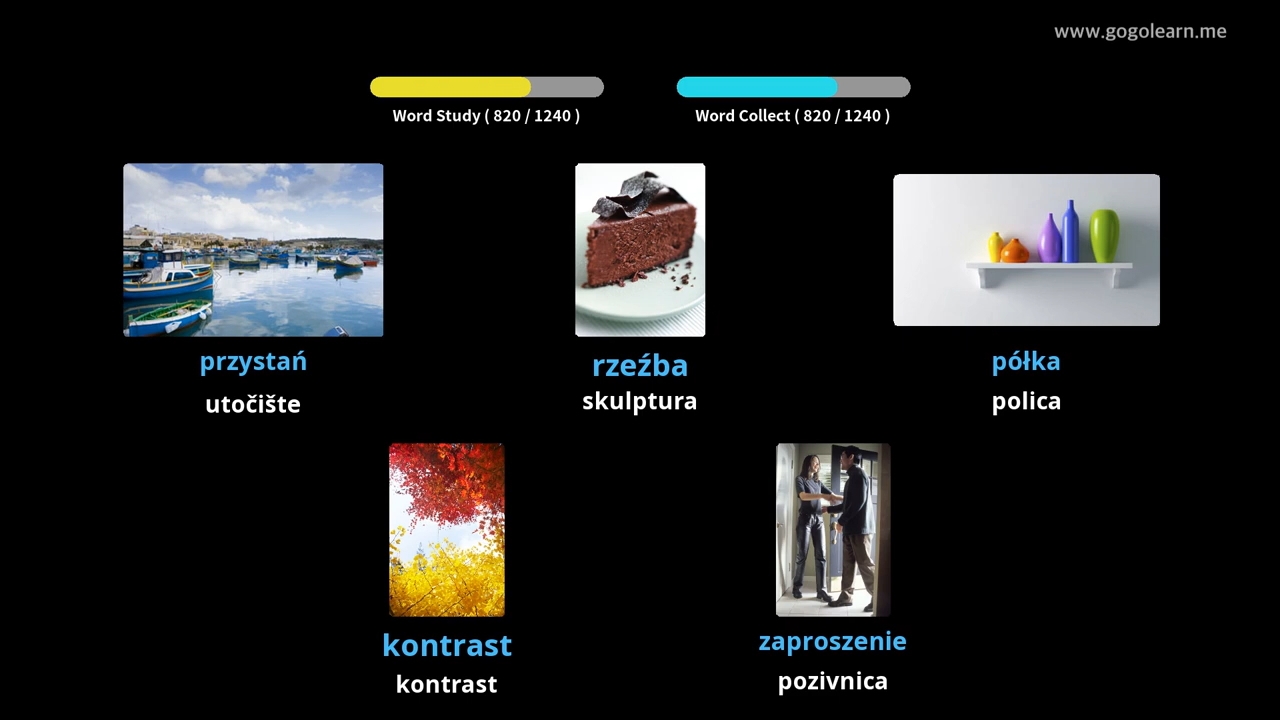 www.gogolearn.me
Word Study ( 820 / 1240 )
Word Collect ( 820 / 1240 )
przystań
utočište
rzeźba
skulptura
półka
polica
kontrast
kontrast
zaproszenie
pozivnica